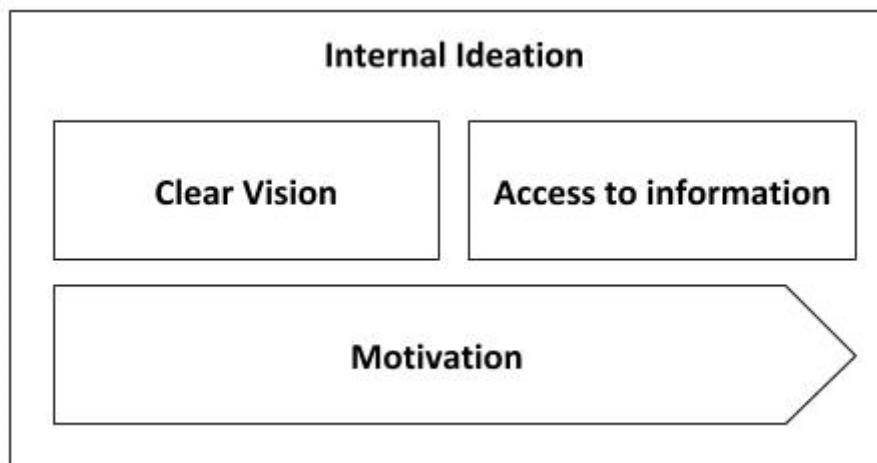 Internal Ideation
Clear Vision
Access to information
Motivation